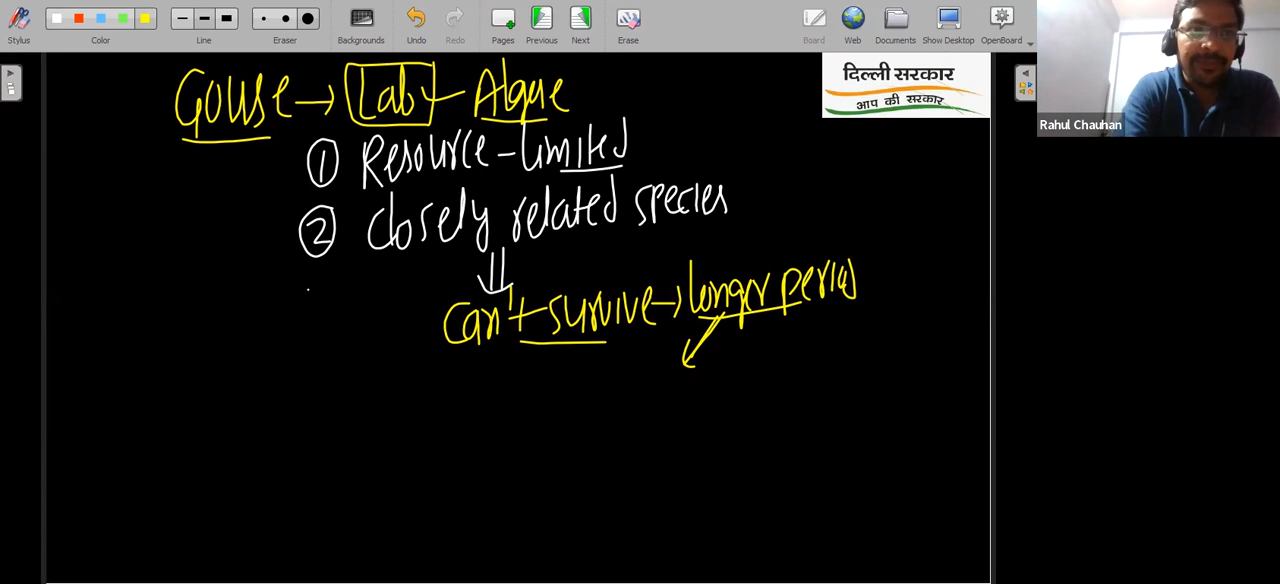 Stylus Color Line Eraser Backgrounds Undo Redo Pages Previous Next Erase Board Web Documents Show Desktop OpenBoard
दिल्ली सरकार
आप की सरकार
Rahul Chauhan
Gouse → Lab - Algae
① Resource - limited
② closely related species
can't survive → longer period